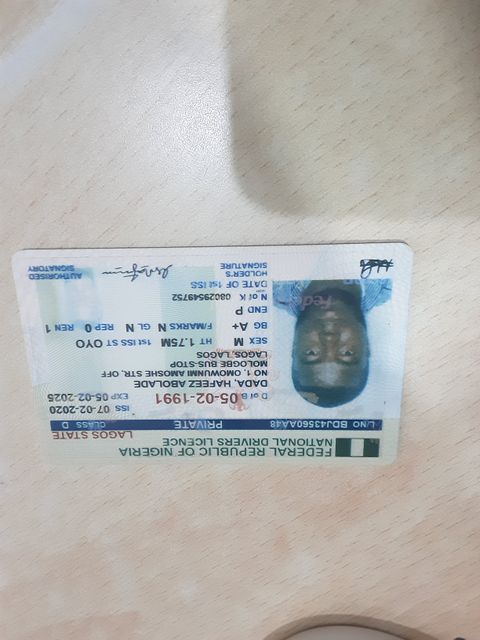 FEDERAL REPUBLIC OF NIGERIA
NATIONAL DRIVERS LICENCE
LAGOS STATE
L/NO BDJ43560AA48 PRIVATE CLASS D
D of B 05-02-1991 ISS 07-02-2020
EXP 05-02-2025
DADA, HAFEEZ ABOLADE
NO 1, OMOWUNMI AMOSHE STR, OFF
MOLOGBE BUS-STOP
LAGOS, LAGOS
SEX M HT 1.75M 1st ISS ST OYO
BG A+ F/MARKS N GL N REP 0 REN 1
END P
N of K 08029549752
DATE OF 1st ISS
HOLDER'S
SIGNATURE
AUTHORISED
SIGNATORY